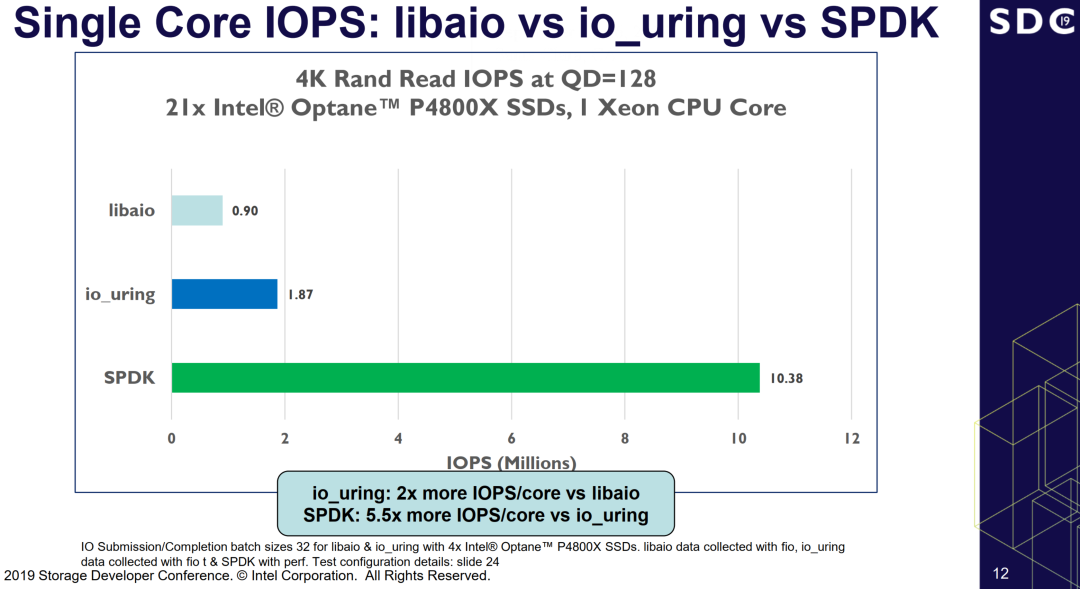 Single Core IOPS: libaio vs io_uring vs SPDK
SDC 19
4K Rand Read IOPS at QD=128
21x Intel® Optane™ P4800X SSDs, 1 Xeon CPU Core
libaio
0.90
io_uring
1.87
SPDK
10.38
0 2 4 6 8 10 12
IOPS (Millions)
io_uring: 2x more IOPS/core vs libaio
SPDK: 5.5x more IOPS/core vs io_uring
IO Submission/Completion batch sizes 32 for libaio & io_uring with 4x Intel® Optane™ P4800X SSDs. libaio data collected with fio, io_uring
data collected with fio t & SPDK with perf. Test configuration details: slide 24
2019 Storage Developer Conference. © Intel Corporation. All Rights Reserved.
12